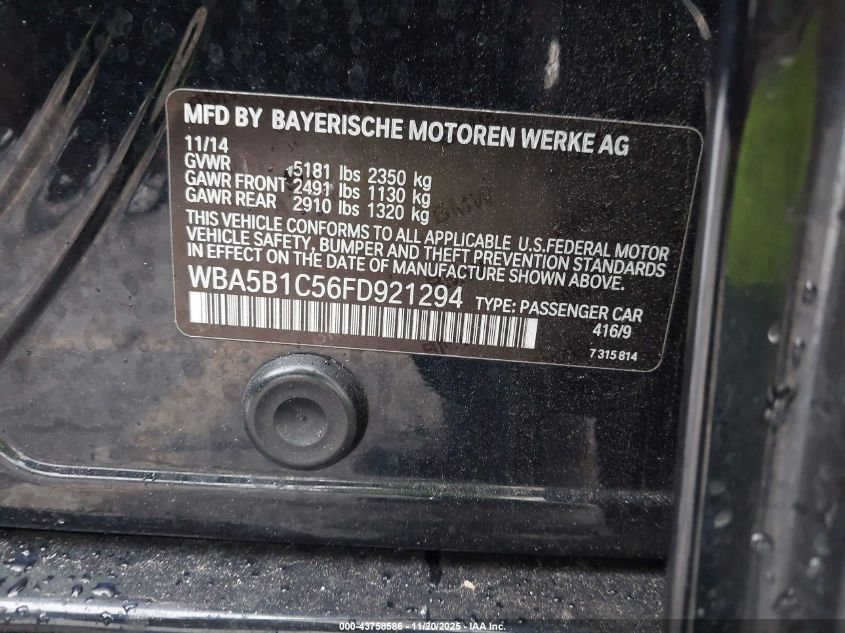 MFD BY BAYERISCHE MOTOREN WERKE AG
11/14
GVWR 5181 lbs 2350 kg
GAWR FRONT 2491 lbs 1130 kg
GAWR REAR 2910 lbs 1320 kg
THIS VEHICLE CONFORMS TO ALL APPLICABLE U.S.FEDERAL MOTOR
VEHICLE SAFETY, BUMPER AND THEFT PREVENTION STANDARDS
IN EFFECT ON THE DATE OF MANUFACTURE SHOWN ABOVE.
WBA5B1C56FD921294 TYPE: PASSENGER CAR
416/9
7 315 814
000-43758586 - 11/20/2025 - IAA Inc.